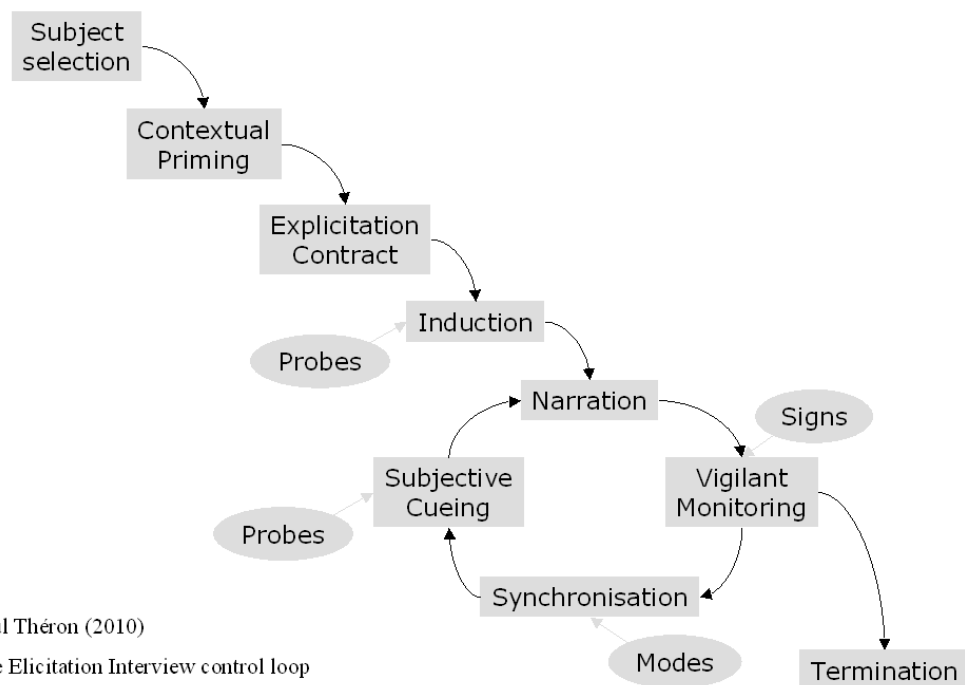 Subject
selection
Contextual
Priming
Explicitation
Contract
Induction
Probes
Narration
Signs
Subjective
Cueing
Vigilant
Monitoring
Probes
Synchronisation
Théron (2010)
Modes
Elicitation Interview control loop
Termination